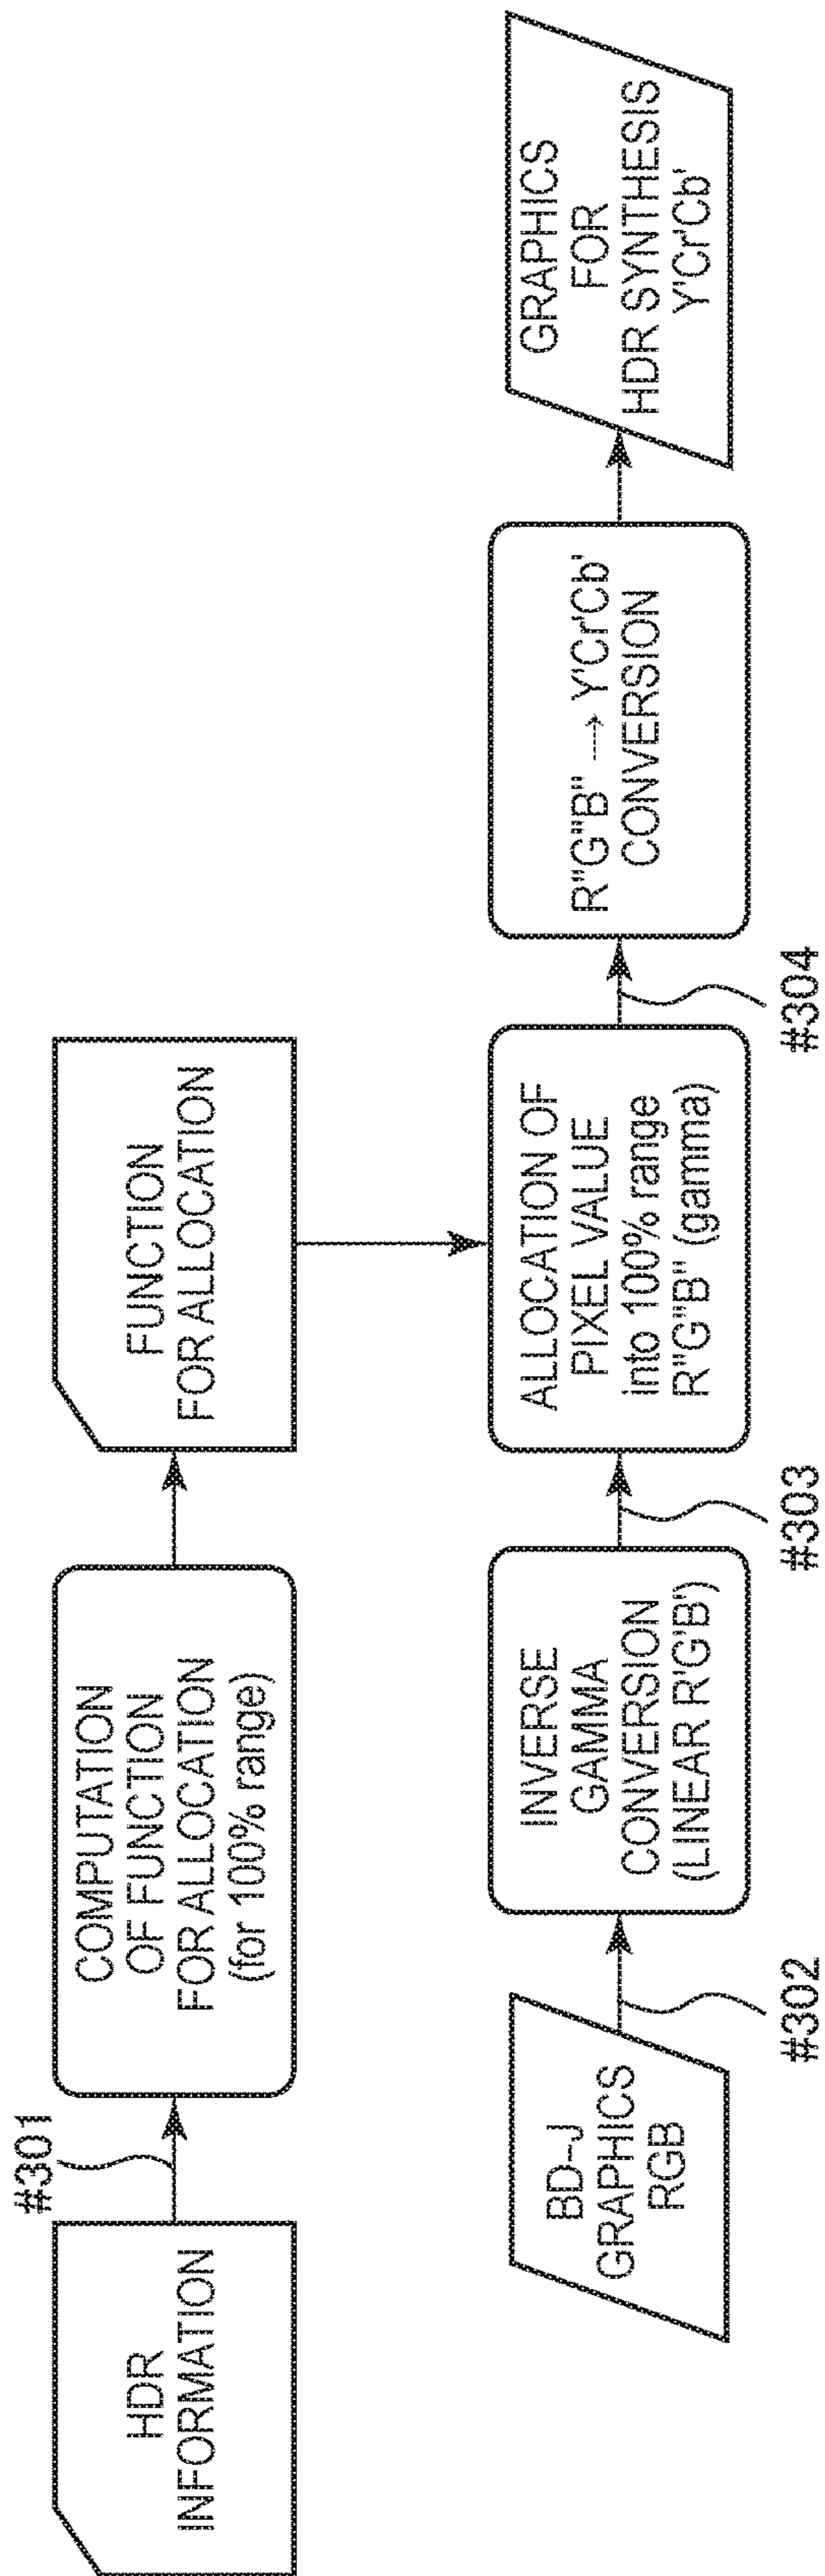 HDR
INFORMATION
#301
COMPUTATION
OF FUNCTION
FOR ALLOCATION
(for 100% range)
FUNCTION
FOR ALLOCATION
BD-J
GRAPHICS
RGB
#302
INVERSE
GAMMA
CONVERSION
(LINEAR R'G'B')
#303
ALLOCATION OF
PIXEL VALUE
into 100% range
R"G"B" (gamma)
#304
R"G"B" → Y'Cr'Cb'
CONVERSION
GRAPHICS
FOR
HDR SYNTHESIS
Y'Cr'Cb'